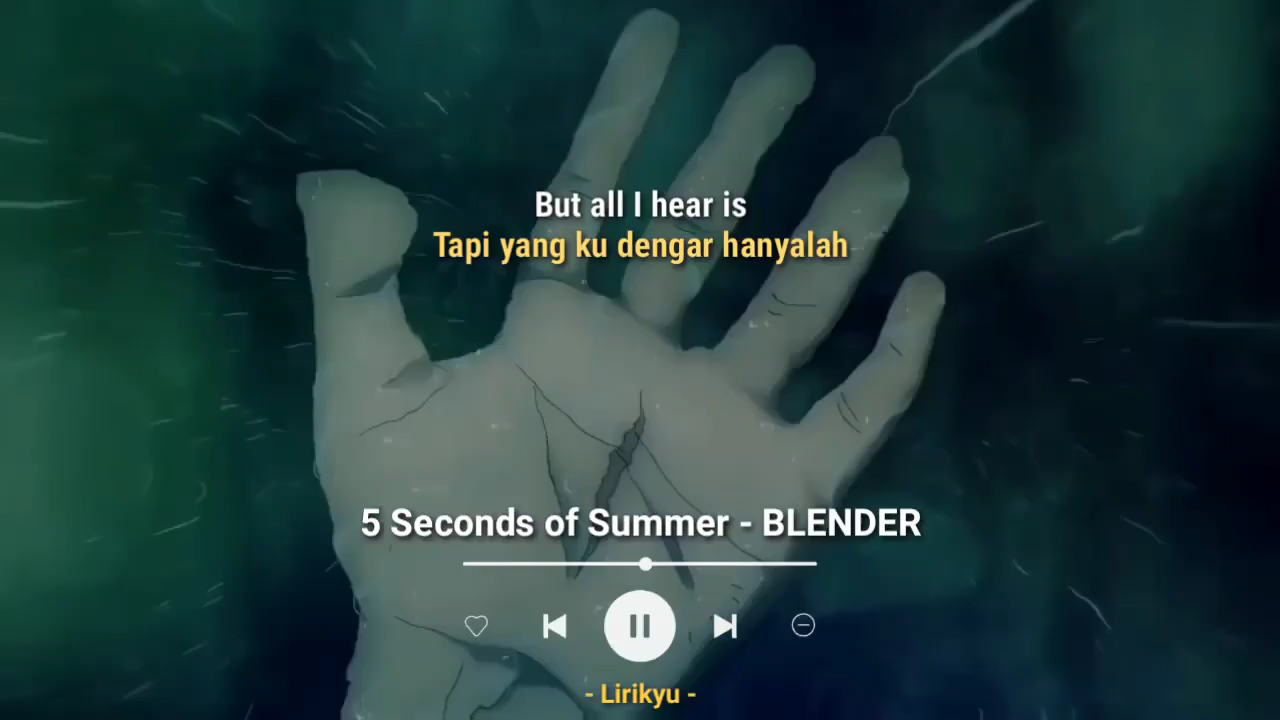 But all I hear is
Tapi yang ku dengar hanyalah
5 Seconds of Summer - BLENDER
- Lirikyu -